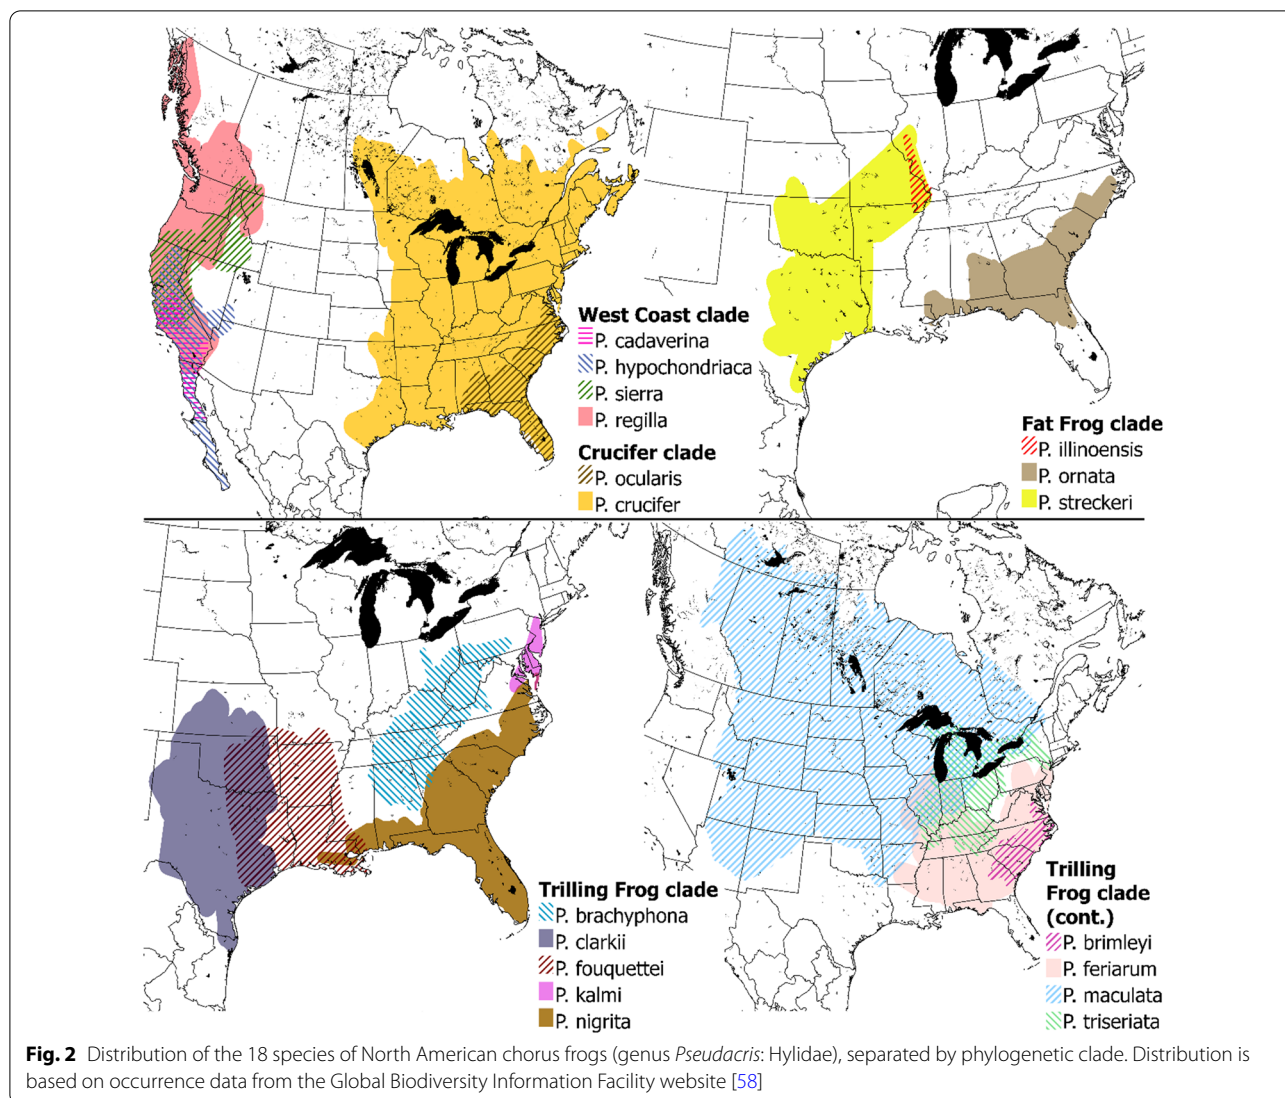 West Coast clade
P. cadaverina
P. hypochondriaca
P. sierra
P. regilla
Crucifer clade
P. ocularis
P. crucifer
Fat Frog clade
P. illinoensis
P. ornata
P. streckeri
Trilling Frog clade
P. brachyphona
P. clarkii
P. fouquettei
P. kalmi
P. nigrita
Trilling
Frog clade
(cont.)
P. brimleyi
P. feriarum
P. maculata
P. triseriata
Fig. 2 Distribution of the 18 species of North American chorus frogs (genus Pseudacris: Hylidae), separated by phylogenetic clade. Distribution is
based on occurrence data from the Global Biodiversity Information Facility website [58]